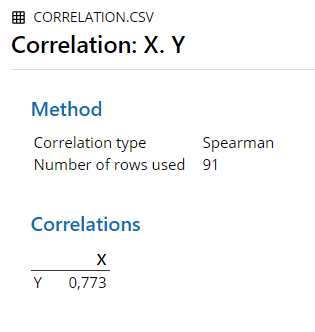 CORRELATION.CSV
Correlation: X. Y
Method
Correlation type Spearman
Number of rows used 91
Correlations
X
Y 0,773